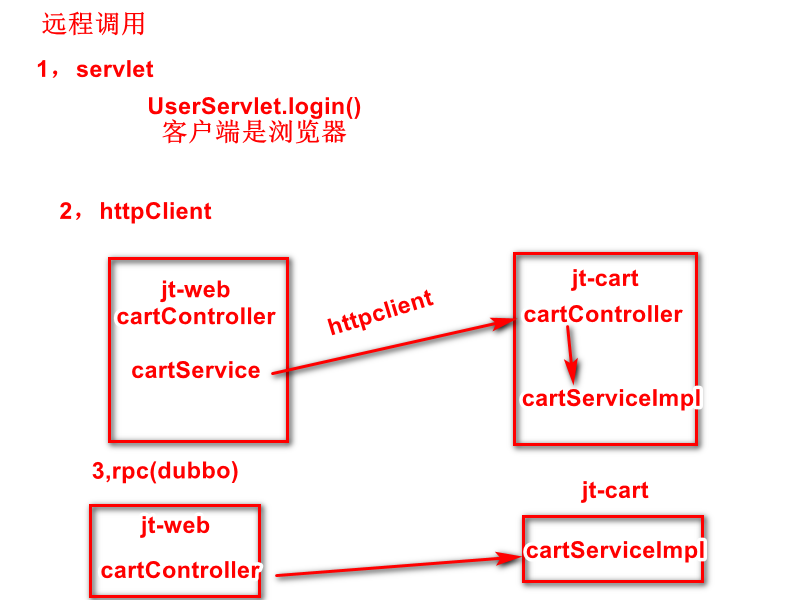 远程调用
1，servlet
UserServlet.login()
客户端是浏览器
2，httpClient
jt-web
cartController
cartService
httpclient
jt-cart
cartController
cartServiceImpl
3,rpc(dubbo)
jt-web
cartController
jt-cart
cartServiceImpl